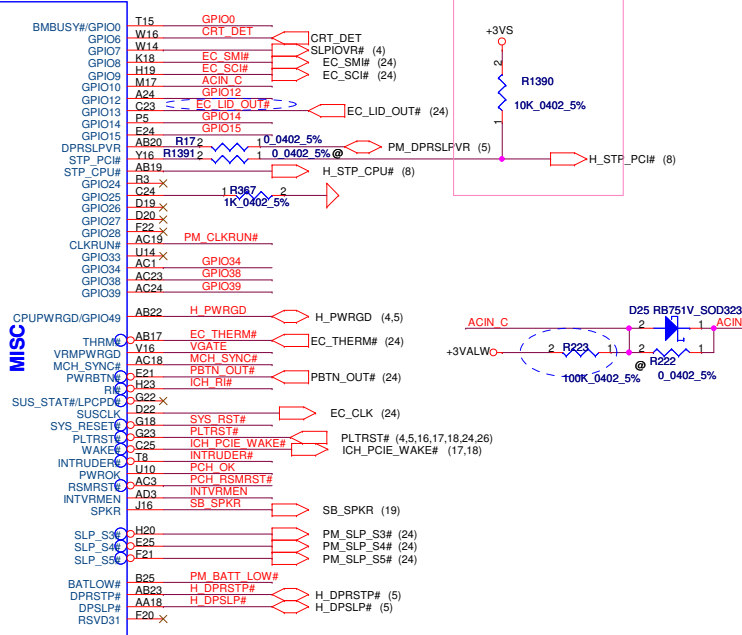 BMBUSY#/GPIO0 T15 GPIO0
GPIO6 W16 CRT_DET CRT_DET
GPIO7 W14 SLPIOVR# (4)
GPIO8 K18 EC_SMI# EC_SMI# (24)
GPIO9 H19 EC_SCI# EC_SCI# (24)
GPIO10 M17 ACIN_C
GPIO12 A24 GPIO12
GPIO13 C23 EC_LID_OUT# EC_LID_OUT# (24)
GPIO14 P5 GPIO14
GPIO15 E24 GPIO15
DPRSLPVR AB20 R17 2 1 0_0402_5% PM_DPRSLPVR (5)
STP_PCI# Y16 R1391 2 1 0_0402_5% @ H_STP_PCI# (8)
STP_CPU# AB19 H_STP_CPU# (8)
GPIO24 R3
GPIO25 C24 1 R367 2
1K_0402_5%
GPIO26 D19
GPIO27 D20
GPIO28 F22
CLKRUN# AC19 PM_CLKRUN#
GPIO33 U14
GPIO34 AC1 GPIO34
GPIO38 AC23 GPIO38
GPIO39 AC24 GPIO39
CPUPWRGD/GPIO49 AB22 H_PWRGD H_PWRGD (4,5)
THRM# AB17 EC_THERM# EC_THERM# (24)
VRMPWRGD V16 VGATE
MCH_SYNC# AC18 MCH_SYNC#
PWRBTN# E21 PBTN_OUT# PBTN_OUT# (24)
RI# H23 ICH_RI#
SUS_STAT#/LPCPD# G22
SUSCLK D22 EC_CLK (24)
SYS_RESET# G18 SYS_RST#
PLTRST# G23 PLTRST# PLTRST# (4,5,16,17,18,24,26)
WAKE# C25 ICH_PCIE_WAKE# ICH_PCIE_WAKE# (17,18)
INTRUDER# T8 INTRUDER#
PWROK U10 PCH_OK
RSMRST# AC3 PCH_RSMRST#
INTVRMEN AD3 INTVRMEN
SPKR J16 SB_SPKR SB_SPKR (19)
SLP_S3# H20 PM_SLP_S3# (24)
SLP_S4# E25 PM_SLP_S4# (24)
SLP_S5# F21 PM_SLP_S5# (24)
BATLOW# B25 PM_BATT_LOW#
DPRSTP# AB23 H_DPRSTP# H_DPRSTP# (5)
DPSLP# AA18 H_DPSLP# H_DPSLP# (5)
RSVD31 F20
MISC
+3VS
2
R1390
10K_0402_5%
1
D25 RB751V_SOD323
ACIN_C 2 1 ACIN
+3VALW 2 R223 1 2 1
100K_0402_5%
@ R222
0_0402_5%